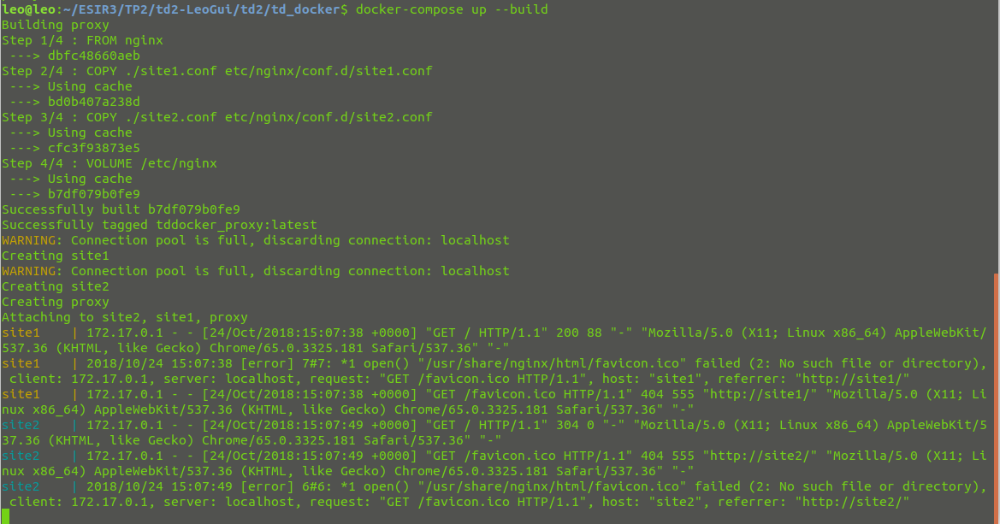 leo@leo:~/ESIR3/TP2/td2-LeoGui/td2/td_docker$ docker-compose up --build
Building proxy
Step 1/4 : FROM nginx
 ---> dbfc48660aeb
Step 2/4 : COPY ./site1.conf etc/nginx/conf.d/site1.conf
 ---> Using cache
 ---> bd0b407a238d
Step 3/4 : COPY ./site2.conf etc/nginx/conf.d/site2.conf
 ---> Using cache
 ---> cfc3f93873e5
Step 4/4 : VOLUME /etc/nginx
 ---> Using cache
 ---> b7df079b0fe9
Successfully built b7df079b0fe9
Successfully tagged tddocker_proxy:latest
WARNING: Connection pool is full, discarding connection: localhost
Creating site1
WARNING: Connection pool is full, discarding connection: localhost
Creating site2
Creating proxy
Attaching to site2, site1, proxy
site1    | 172.17.0.1 - - [24/Oct/2018:15:07:38 +0000] "GET / HTTP/1.1" 200 88 "-" "Mozilla/5.0 (X11; Linux x86_64) AppleWebKit/
537.36 (KHTML, like Gecko) Chrome/65.0.3325.181 Safari/537.36" "-"
site1    | 2018/10/24 15:07:38 [error] 7#7: *1 open() "/usr/share/nginx/html/favicon.ico" failed (2: No such file or directory),
 client: 172.17.0.1, server: localhost, request: "GET /favicon.ico HTTP/1.1", host: "site1", referrer: "http://site1/"
site1    | 172.17.0.1 - - [24/Oct/2018:15:07:38 +0000] "GET /favicon.ico HTTP/1.1" 404 555 "http://site1/" "Mozilla/5.0 (X11; Li
nux x86_64) AppleWebKit/537.36 (KHTML, like Gecko) Chrome/65.0.3325.181 Safari/537.36" "-"
site2    | 172.17.0.1 - - [24/Oct/2018:15:07:49 +0000] "GET / HTTP/1.1" 304 0 "-" "Mozilla/5.0 (X11; Linux x86_64) AppleWebKit/5
37.36 (KHTML, like Gecko) Chrome/65.0.3325.181 Safari/537.36" "-"
site2    | 172.17.0.1 - - [24/Oct/2018:15:07:49 +0000] "GET /favicon.ico HTTP/1.1" 404 555 "http://site2/" "Mozilla/5.0 (X11; Li
nux x86_64) AppleWebKit/537.36 (KHTML, like Gecko) Chrome/65.0.3325.181 Safari/537.36" "-"
site2    | 2018/10/24 15:07:49 [error] 6#6: *1 open() "/usr/share/nginx/html/favicon.ico" failed (2: No such file or directory),
 client: 172.17.0.1, server: localhost, request: "GET /favicon.ico HTTP/1.1", host: "site2", referrer: "http://site2/"